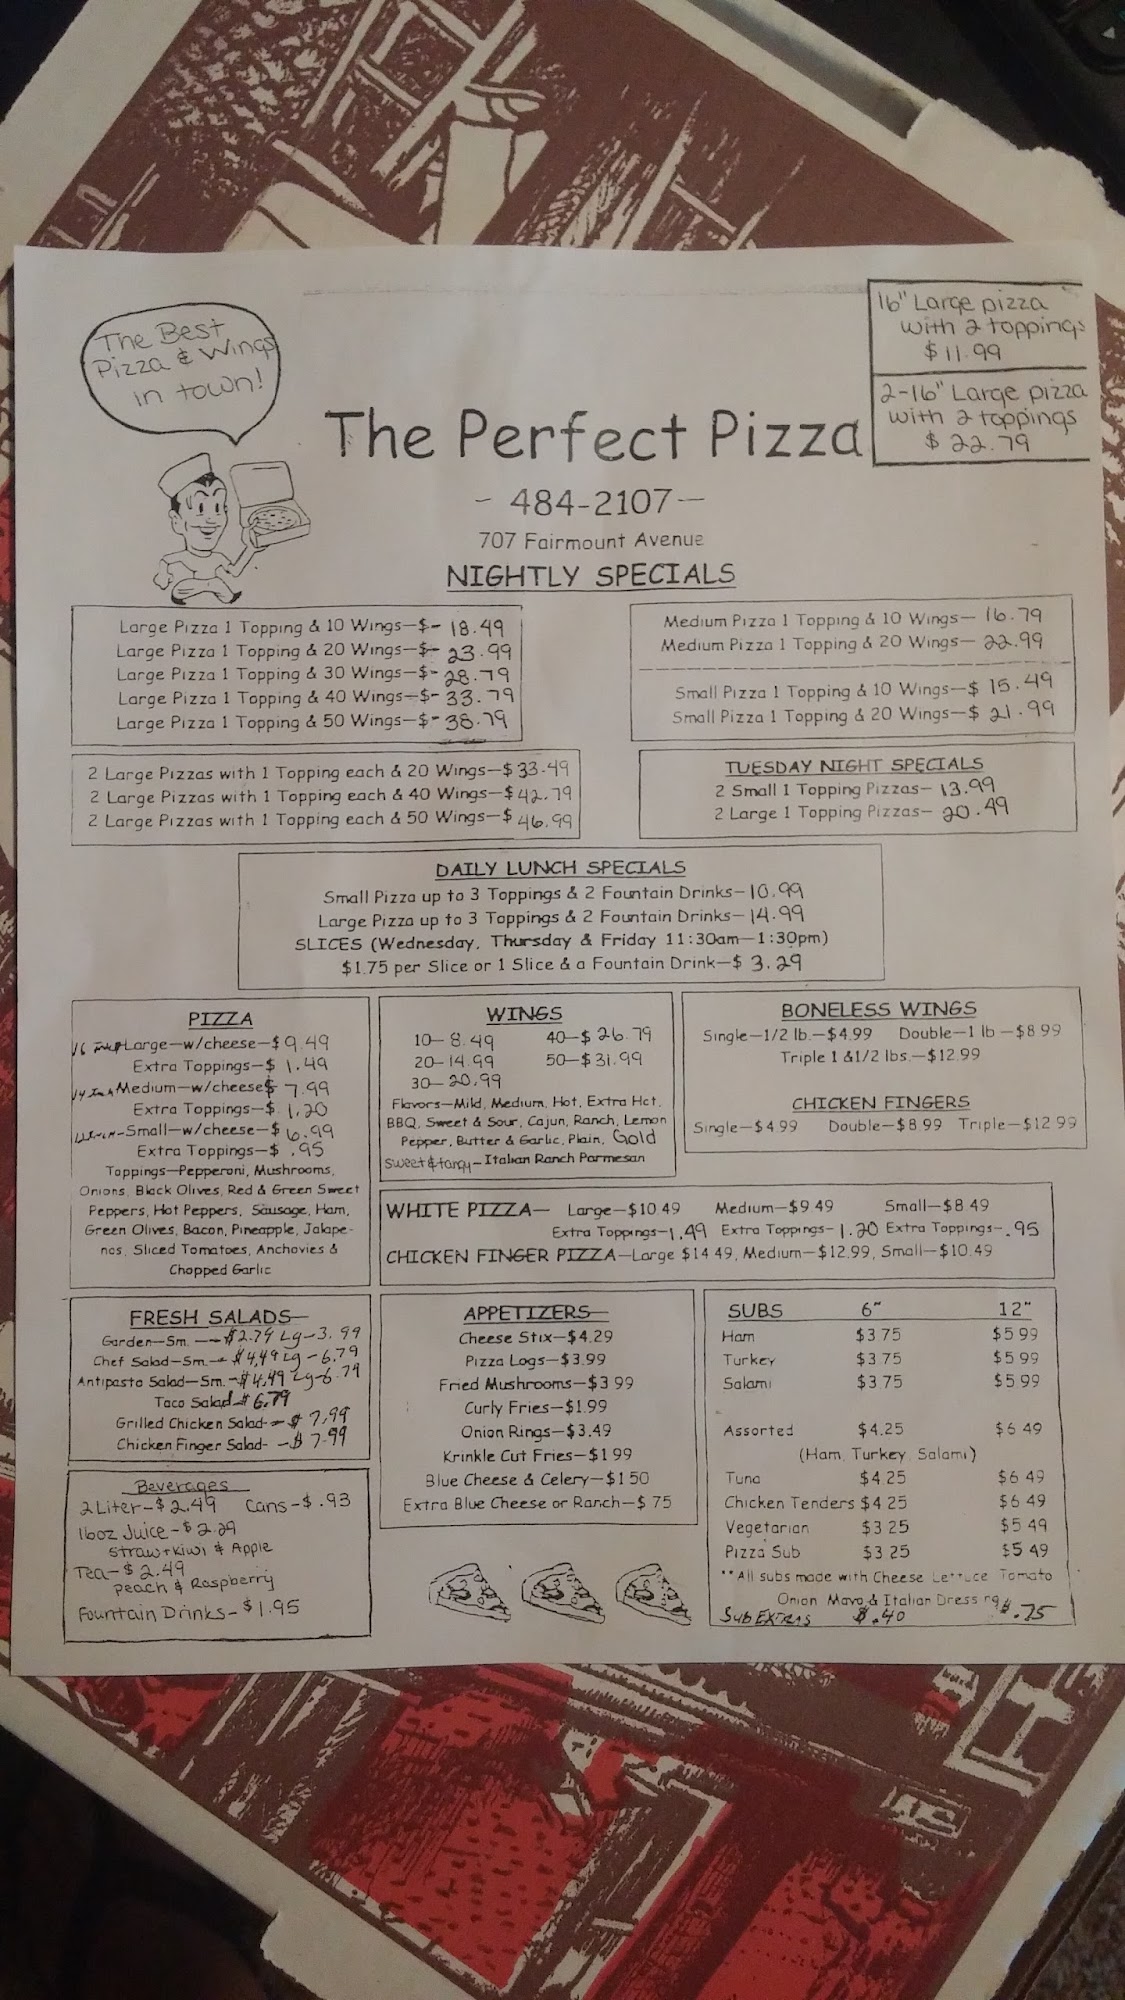 The Best
Pizza & Wings
in town!
16" Large pizza
with 2 toppings
$11.99
2-16" Large pizza
with 2 toppings
$22.79
The Perfect Pizza
- 484-2107-
707 Fairmount Avenue
NIGHTLY SPECIALS
Large Pizza 1 Topping & 10 Wings-$- 18.49
Large Pizza 1 Topping & 20 Wings-$- 23.99
Large Pizza 1 Topping & 30 Wings-$- 28.79
Large Pizza 1 Topping & 40 Wings-$- 33.79
Large Pizza 1 Topping & 50 Wings-$- 38.79
Medium Pizza 1 Topping & 10 Wings- 16.79
Medium Pizza 1 Topping & 20 Wings- 22.99
Small Pizza 1 Topping & 10 Wings-$ 15.49
Small Pizza 1 Topping & 20 Wings-$ 21.99
2 Large Pizzas with 1 Topping each & 20 Wings-$33.49
2 Large Pizzas with 1 Topping each & 40 Wings-$42.79
2 Large Pizzas with 1 Topping each & 50 Wings-$46.99
TUESDAY NIGHT SPECIALS
2 Small 1 Topping Pizzas- 13.99
2 Large 1 Topping Pizzas- 20.49
DAILY LUNCH SPECIALS
Small Pizza up to 3 Toppings & 2 Fountain Drinks-10.99
Large Pizza up to 3 Toppings & 2 Fountain Drinks-14.99
SLICES (Wednesday, Thursday & Friday 11:30am-1:30pm)
$1.75 per Slice or 1 Slice & a Fountain Drink-$ 3.29
PIZZA
16 Large-w/cheese-$9.49
Extra Toppings-$ 1.49
14 Inch Medium-w/cheese$ 7.99
Extra Toppings-$ 1.20
Small-w/cheese-$ 6.99
Extra Toppings-$ .95
Toppings-Pepperoni, Mushrooms,
Onions, Black Olives, Red & Green Sweet
Peppers, Hot Peppers, Sausage, Ham,
Green Olives, Bacon, Pineapple, Jalape-
nos, Sliced Tomatoes, Anchovies &
Chopped Garlic
WINGS
10- 8.49 40-$ 26.79
20-14.99 50-$31.99
30-20.99
Flavors-Mild, Medium, Hot, Extra Hot,
BBQ, Sweet & Sour, Cajun, Ranch, Lemon
Pepper, Butter & Garlic, Plain, Gold
Sweet & tangy-Italian Ranch Parmesan
BONELESS WINGS
Single-1/2 lb.-$4.99 Double-1 lb-$8.99
Triple 1 &1/2 lbs.-$12.99
CHICKEN FINGERS
Single-$4.99 Double-$8.99 Triple-$12.99
WHITE PIZZA- Large-$10.49 Medium-$9.49 Small-$8.49
Extra Toppings-1.49 Extra Toppings-1.20 Extra Toppings-.95
CHICKEN FINGER PIZZA-Large $14.49, Medium-$12.99, Small-$10.49
FRESH SALADS
Garden-Sm. -$2.79 Lg-3.99
Chef Salad-Sm.-$4.49 Lg-6.79
Antipasto Salad-Sm.-$4.49 Lg-6.79
Taco Salad-$6.79
Grilled Chicken Salad-$ 7.99
Chicken Finger Salad- -$ 7.99
APPETIZERS
Cheese Stix-$4.29
Pizza Logs-$3.99
Fried Mushrooms-$3.99
Curly Fries-$1.99
Onion Rings-$3.49
Krinkle Cut Fries-$1.99
Blue Cheese & Celery-$1.50
Extra Blue Cheese or Ranch-$.75
SUBS 6" 12"
Ham $3.75 $5.99
Turkey $3.75 $5.99
Salami $3.75 $5.99
Assorted $4.25 $6.49
(Ham, Turkey, Salami)
Tuna $4.25 $6.49
Chicken Tenders $4.25 $6.49
Vegetarian $3.25 $5.49
Pizza Sub $3.25 $5.49
**All subs made with Cheese Lettuce Tomato
Onion Mayo & Italian Dressing
Sub EXTRAS $.40 $.75
Beverages
2 Liter-$2.49 Cans-$.93
16oz Juice-$2.29
Straw+kiwi & Apple
Tea-$2.49
Peach & Raspberry
Fountain Drinks-$1.95